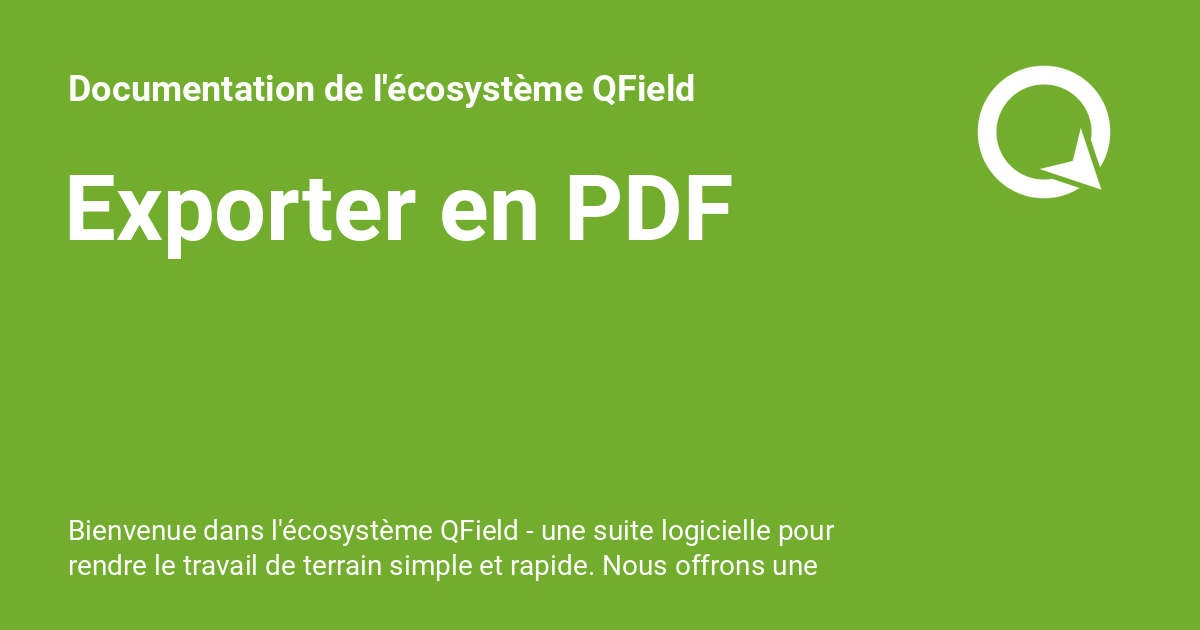 Documentation de l'écosystème QField
Exporter en PDF
Bienvenue dans l'écosystème QField - une suite logicielle pour
rendre le travail de terrain simple et rapide. Nous offrons une